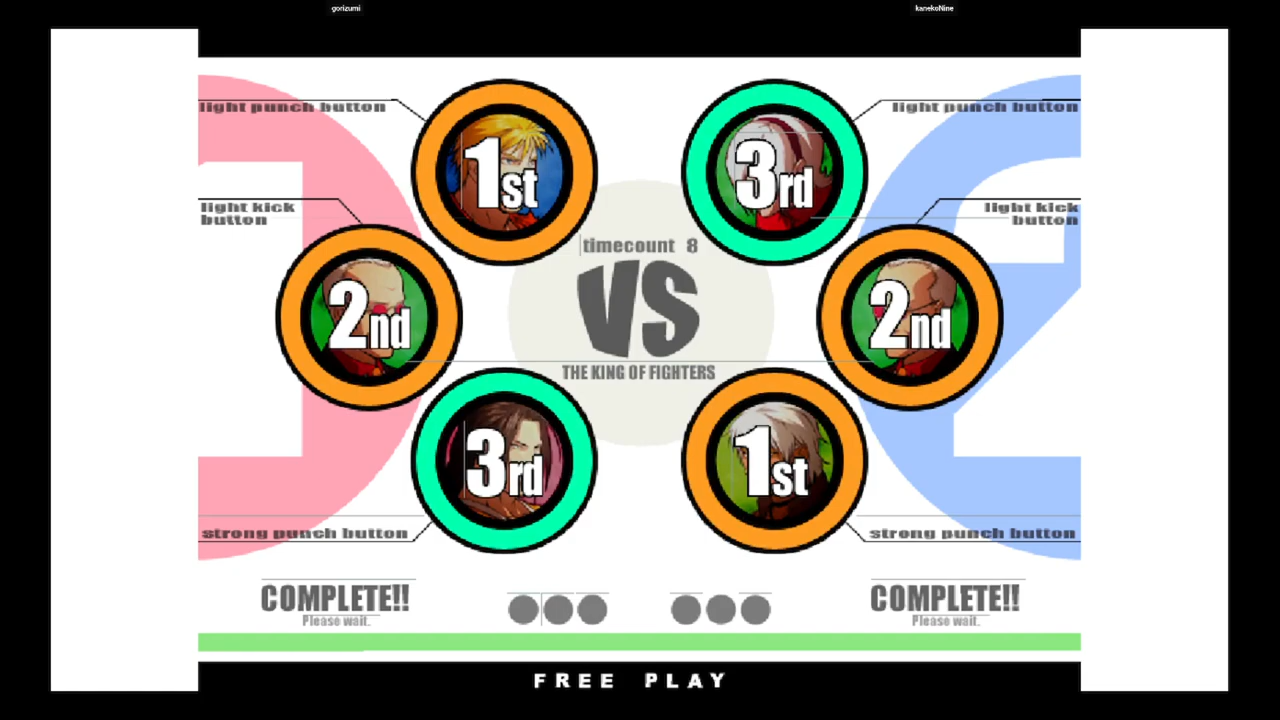 gorizumi
kanekoNine
light punch button
light punch button
1st
3rd
light kick
button
light kick
button
timecount 8
VS
2nd
2nd
THE KING OF FIGHTERS
3rd
1st
strong punch button
strong punch button
COMPLETE!!
Please wait.
COMPLETE!!
Please wait.
FREE PLAY